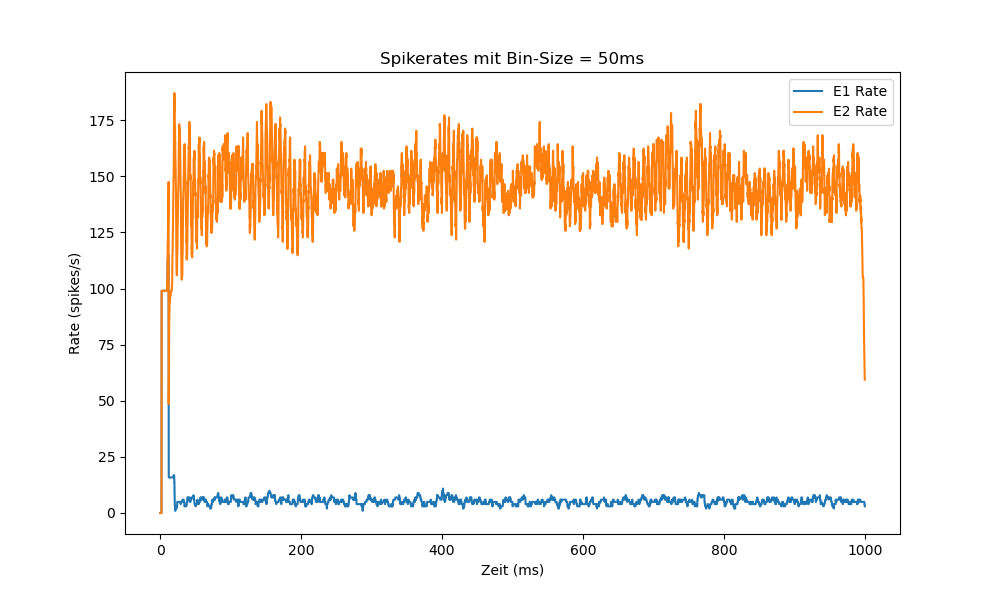 Spikerates mit Bin-Size = 50ms
E1 Rate
E2 Rate
Rate (spikes/s)
175
150
125
100
75
50
25
0
0 200 400 600 800 1000
Zeit (ms)